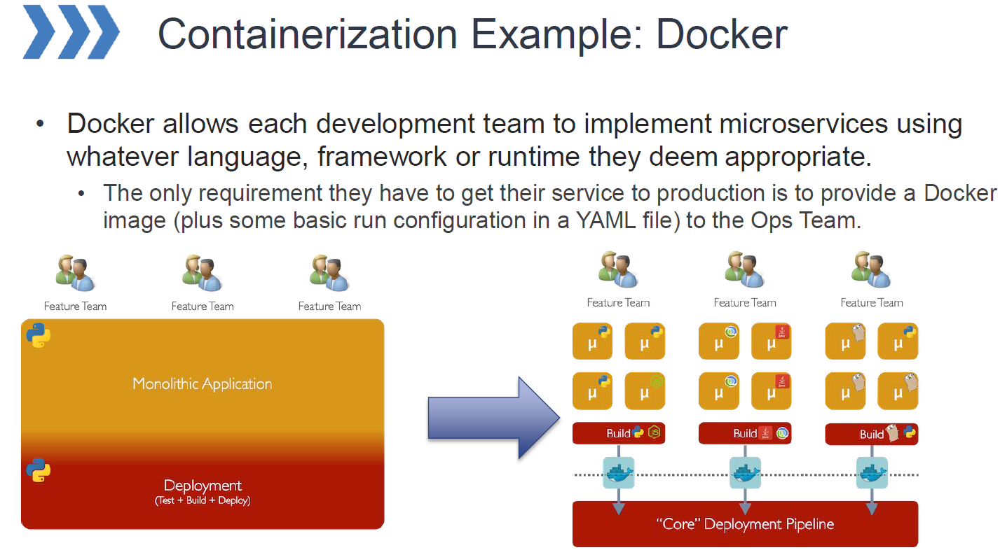 Containerization Example: Docker
• Docker allows each development team to implement microservices using
whatever language, framework or runtime they deem appropriate.
• The only requirement they have to get their service to production is to provide a Docker
image (plus some basic run configuration in a YAML file) to the Ops Team.
Feature Team
Feature Team
Feature Team
Monolithic Application
Deployment
(Test + Build + Deploy)
Feature Team
Feature Team
Feature Team
µ µ µ µ µ µ
µ µ µ µ µ µ
Build Build Build
"Core" Deployment Pipeline